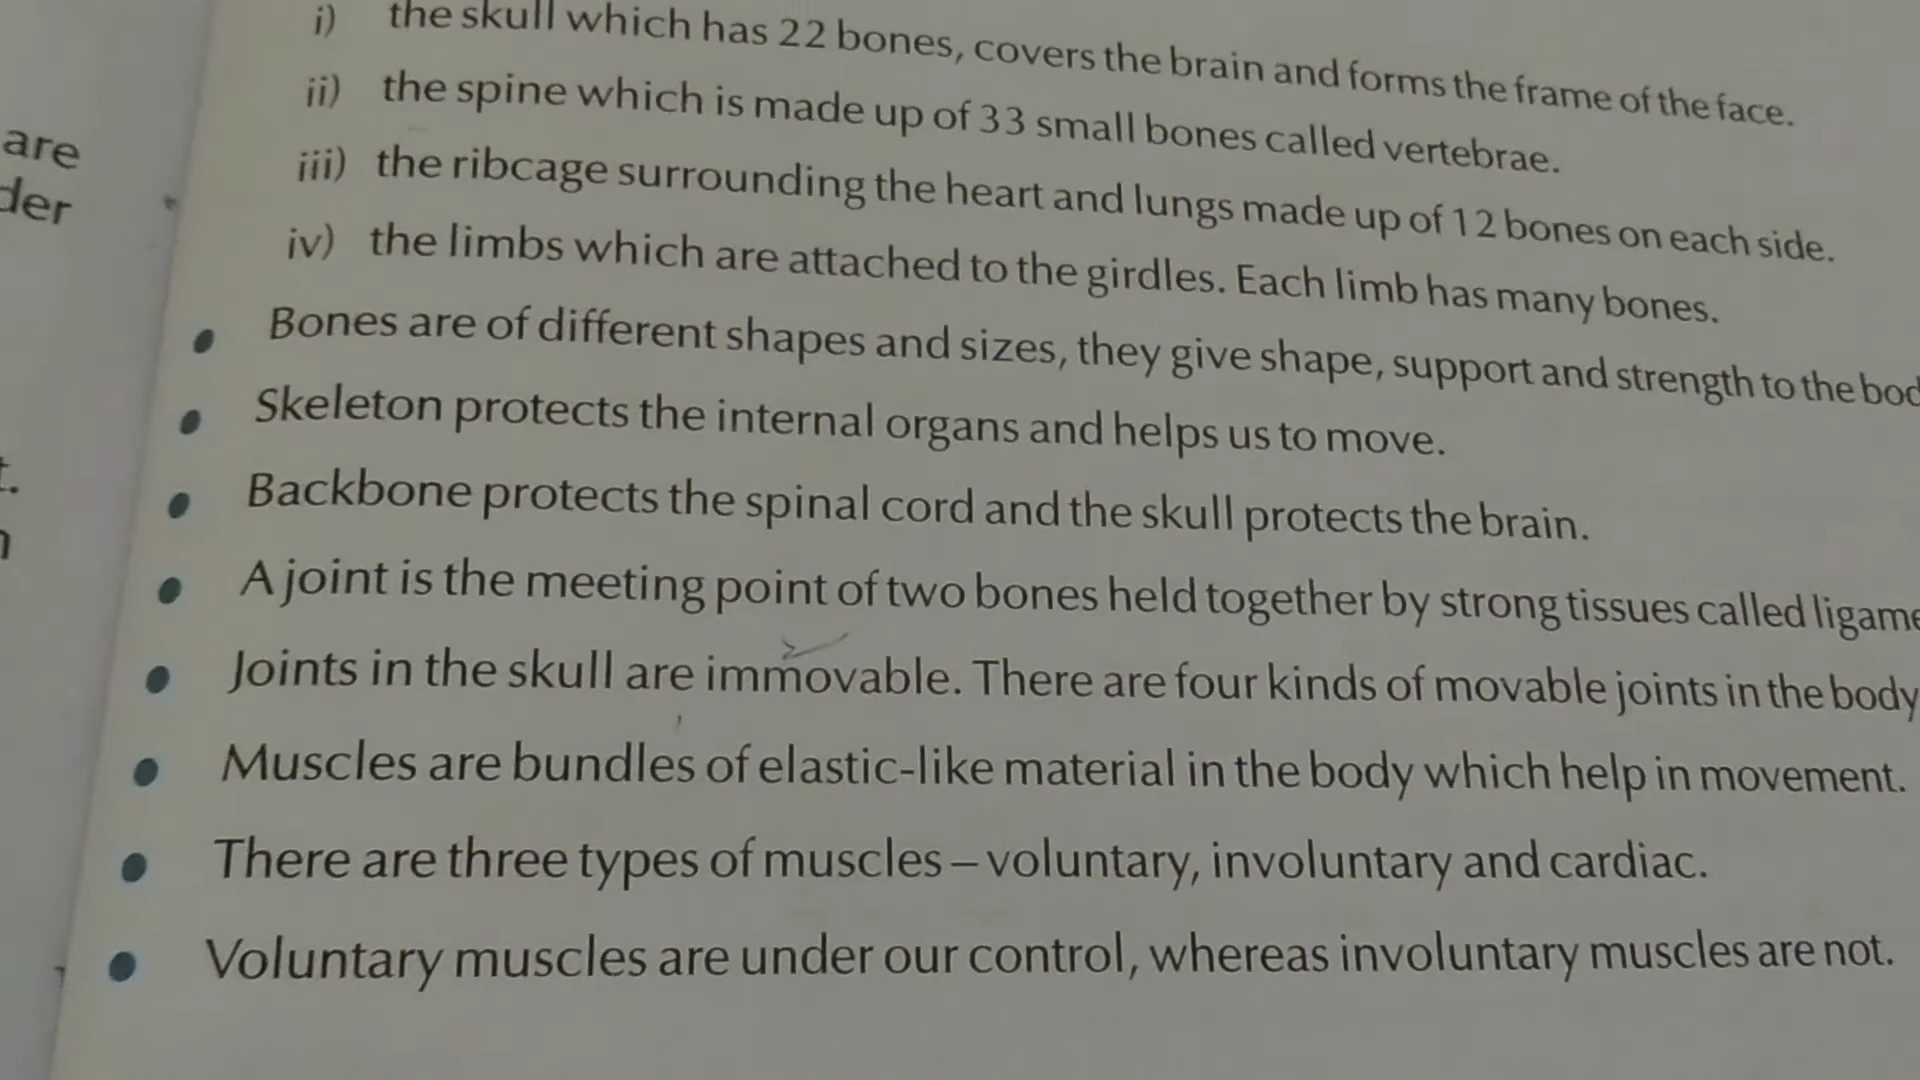 i) the skull which has 22 bones, covers the brain and forms the frame of the face.
ii) the spine which is made up of 33 small bones called vertebrae.
iii) the ribcage surrounding the heart and lungs made up of 12 bones on each side.
iv) the limbs which are attached to the girdles. Each limb has many bones.
• Bones are of different shapes and sizes, they give shape, support and strength to the
• Skeleton protects the internal organs and helps us to move.
• Backbone protects the spinal cord and the skull protects the brain.
• A joint is the meeting point of two bones held together by strong tissues called
• Joints in the skull are immovable. There are four kinds of movable joints in the body
• Muscles are bundles of elastic-like material in the body which help in movement.
• There are three types of muscles – voluntary, involuntary and cardiac.
• Voluntary muscles are under our control, whereas involuntary muscles are not.
are